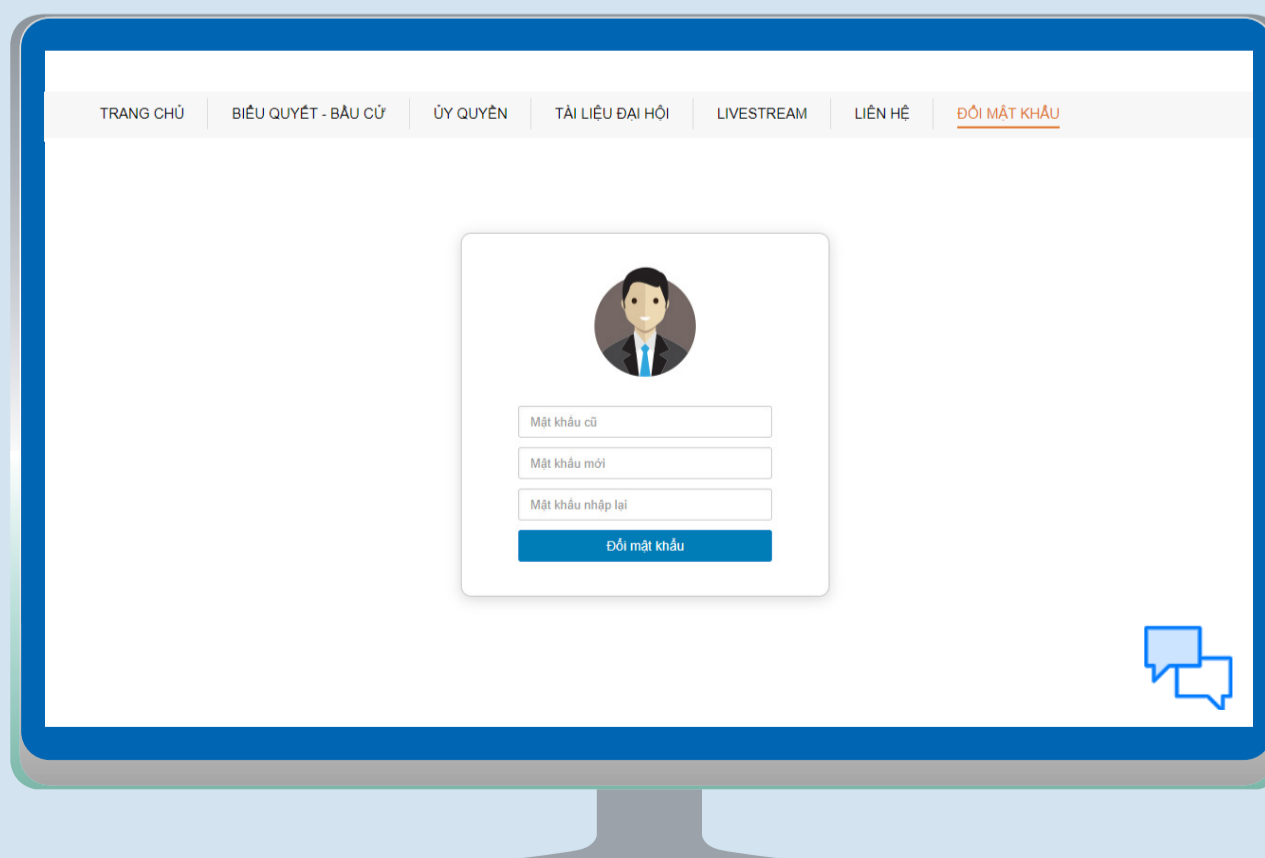 TRANG CHỦ BIỂU QUYẾT - BẦU CỬ ỦY QUYỀN TÀI LIỆU ĐẠI HỘI LIVESTREAM LIÊN HỆ ĐỔI MẬT KHẨU
Mật khẩu cũ
Mật khẩu mới
Mật khẩu nhập lại
Đổi mật khẩu